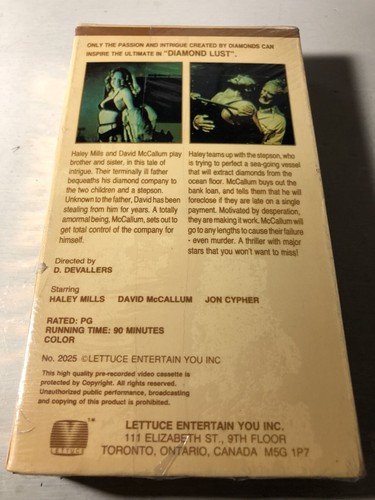 ONLY THE PASSION AND INTRIGUE CREATED BY DIAMONDS CAN
INSPIRE THE ULTIMATE IN "DIAMOND LUST".
Haley Mills and David McCallum play
brother and sister, in this tale of
intrigue. Their terminally ill father
bequeaths his diamond company to
the two children and a stepson.
Unknown to the father, David has been
stealing from him for years. A totally
amormal being, McCallum, sets out to
get total control of the company for
himself.
Haley teams up with the stepson, who
is trying to perfect a sea-going vessel
that will extract diamonds from the
ocean floor. McCallum buys out the
bank loan, and tells them that he will
foreclose if they are late on a single
payment. Motivated by desperation,
they are making it work. McCallum will
go to any lengths to cause their failure
- even murder. A thriller with major
stars that you won't want to miss!
Directed by
D. DEVALLERS
Starring
HALEY MILLS DAVID McCALLUM JON CYPHER
RATED: PG
RUNNING TIME: 90 MINUTES
COLOR
No. 2025 ©LETTUCE ENTERTAIN YOU INC
This high quality pre-recorded video cassette is
protected by Copyright. All rights reserved.
Unauthorized public performance, broadcasting
and copying of this product is prohibited.
TM
LETTUCE
LETTUCE ENTERTAIN YOU INC.
111 ELIZABETH ST., 9TH FLOOR
TORONTO, ONTARIO, CANADA M5G 1P7